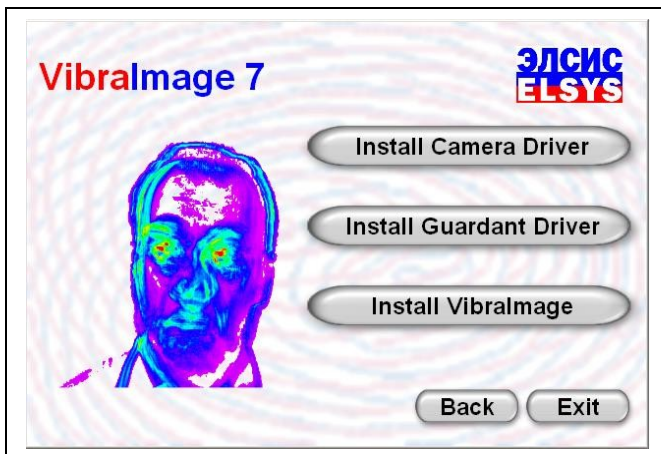 VibraImage 7
ЭЛСИС
ELSYS
Install Camera Driver
Install Guardant Driver
Install VibraImage
Back
Exit